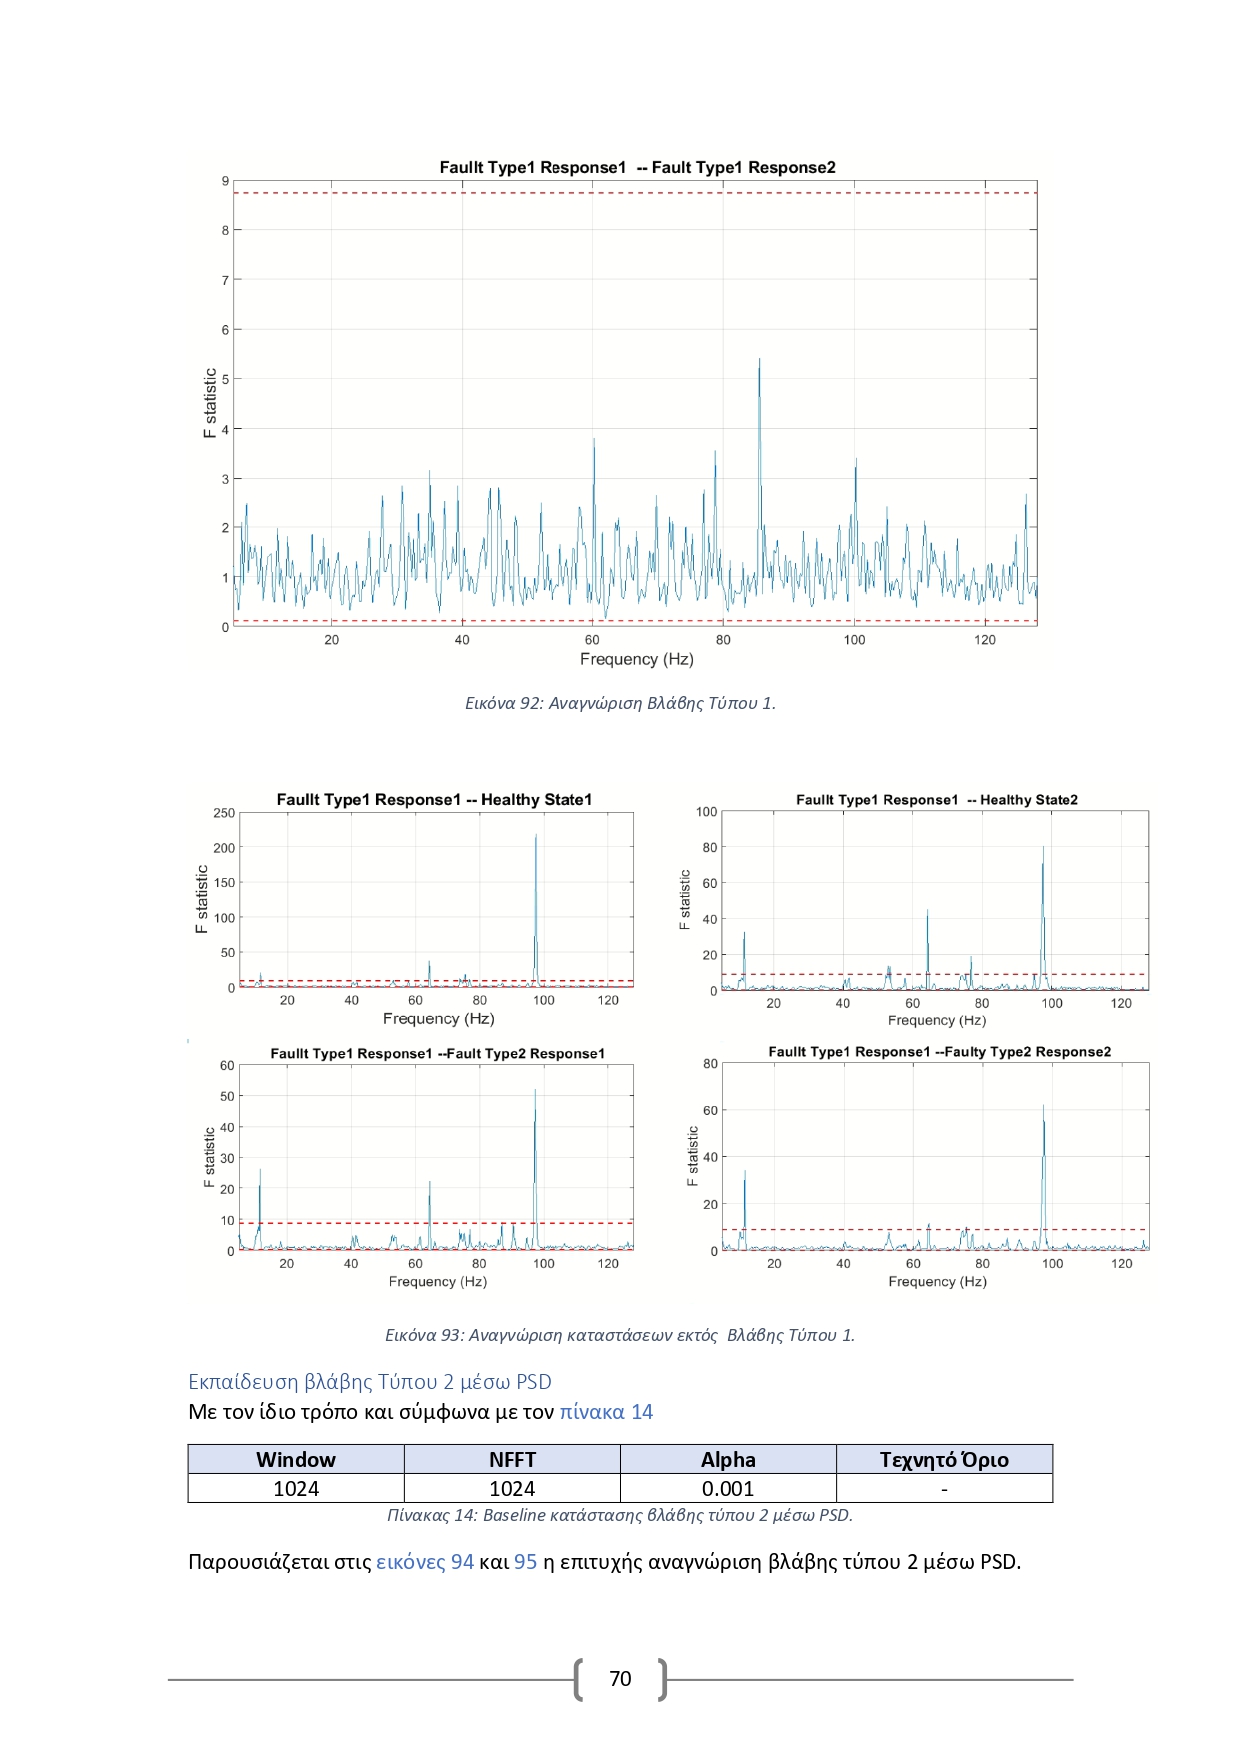 Faullt Type1 Response1 -- Fault Type1 Response2
9
8
7
6
5
4
3
2
1
0
F statistic
20 40 60 80 100 120
Frequency (Hz)
Εικόνα 92: Αναγνώριση Βλάβης Τύπου 1.
Faullt Type1 Response1 -- Healthy State1
250
200
150
100
50
0
F statistic
20 40 60 80 100 120
Frequency (Hz)
Faullt Type1 Response1 -- Healthy State2
100
80
60
40
20
0
F statistic
20 40 60 80 100 120
Frequency (Hz)
Faullt Type1 Response1 --Fault Type2 Response1
60
50
40
30
20
10
0
F statistic
20 40 60 80 100 120
Frequency (Hz)
Faullt Type1 Response1 --Faulty Type2 Response2
80
60
40
20
0
F statistic
20 40 60 80 100 120
Frequency (Hz)
Εικόνα 93: Αναγνώριση καταστάσεων εκτός Βλάβης Τύπου 1.
Εκπαίδευση βλάβης Τύπου 2 μέσω PSD
Με τον ίδιο τρόπο και σύμφωνα με τον πίνακα 14
Window NFFT Alpha Τεχνητό Όριο
1024 1024 0.001 -
Πίνακας 14: Baseline κατάστασης βλάβης τύπου 2 μέσω PSD.
Παρουσιάζεται στις εικόνες 94 και 95 η επιτυχής αναγνώριση βλάβης τύπου 2 μέσω PSD.
70